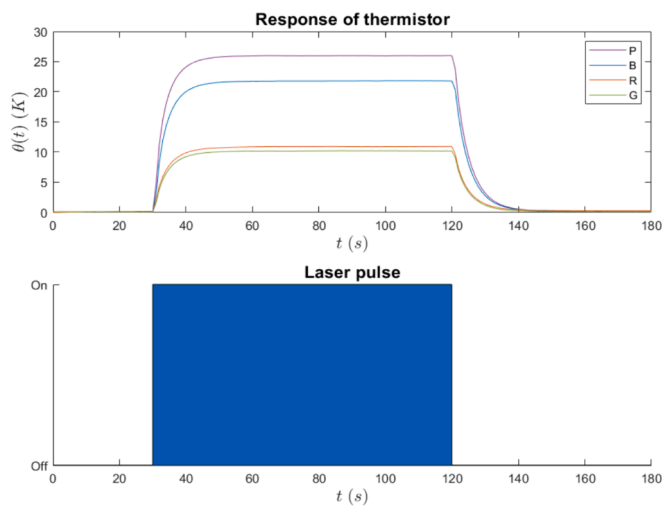 Response of thermistor
30
25
20
15
10
5
0
θ(t) (K)
P
B
R
G
0 20 40 60 80 100 120 140 160 180
t (s)
Laser pulse
On
Off
0 20 40 60 80 100 120 140 160 180
t (s)